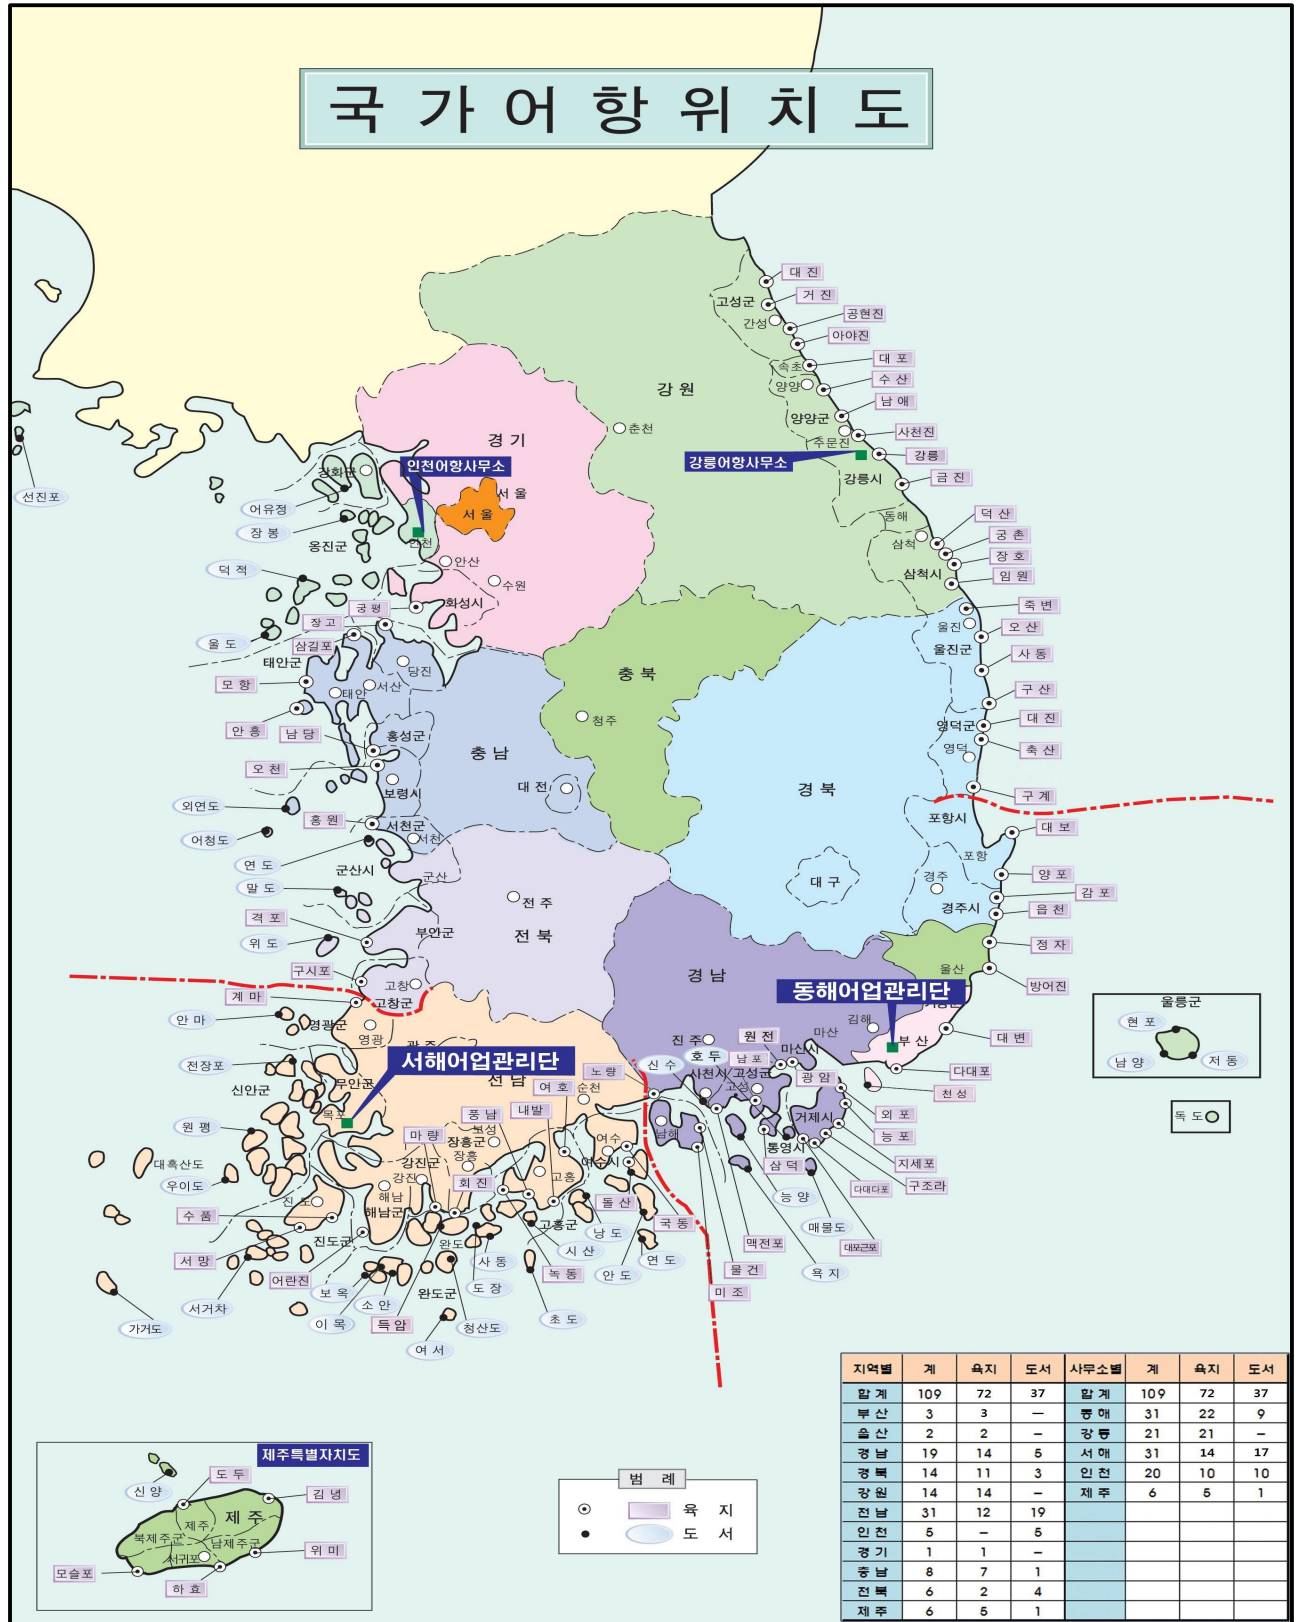 국가어항위치도
대 진
거 진
고성군
간성
공현진
아야진
대 포
속초
수 산
양양
강 원
남 애
양양군
춘천
사천진
주문진
경 기
강릉
강릉어항사무소
인천어항사무소
강화군
금 진
강릉시
선진포
서 울
서 울
어유정
덕 산
동해
장 봉
궁 촌
삼척
옹진군
인천
장 호
안산
덕 적
임 원
삼척시
수원
궁 평
화성시
죽 변
장 고
울진
오 산
울 도
삼길포
울진군
태안군
사 동
당진
충 북
모 항
태안
서산
구 산
대 진
청주
영덕군
안 흥
남 당
홍성군
영덕
축 산
충 남
오 천
대 전
경 북
보령시
구 계
외연도
포항시
홍 원
서천군
대 보
어청도
서천
포항
연 도
군산시
군산
대 구
경주
양 포
말 도
감 포
전 주
경주시
읍 천
격 포
부안군
전 북
위 도
정 자
구시포
울산
고창
경 남
방어진
계 마
고창군
동해어업관리단
울릉군
안 마
영광군
영광
김해
현 포
마산
부 산
대 변
진 주
원 전
마산시
서해어업관리단
호 두
남 포
남 양
저 동
전장포
신 수
사천시
고성군
다대포
신안군
무안군
전 남
노 량
광 암
여 호
순천
고성
천 성
목포
풍 남
내발
외 포
독 도
원 평
마 량
보성
거제시
남해
능 포
장흥군
여수
통영시
대흑산도
강진군
장흥
여수시
삼 덕
지세포
우이도
강진
회 진
고흥
능 양
다대다포
구조라
해남
진 도
해남군
돌 산
수 품
낭 도
국 동
매물도
진도군
고흥군
서 망
완도
사 동
시 산
맥전포
대포근포
녹 동
안 도
연 도
물 건
욕 지
어란진
보 옥
도 장
미 조
서거차
소 안
완도군
가거도
이 목
득 암
청산도
초 도
여 서
지역별 계 육지 도서 사무소별 계 육지 도서
합 계 109 72 37 합 계 109 72 37
부 산 3 3 — 동 해 31 22 9
울 산 2 2 – 강 릉 21 21 –
경 남 19 14 5 서 해 31 14 17
경 북 14 11 3 인 천 20 10 10
강 원 14 14 – 제 주 6 5 1
전 남 31 12 19
인 천 5 – 5
경 기 1 1 –
충 남 8 7 1
전 북 6 2 4
제 주 6 5 1
제주특별자치도
도 두
신 양
김 녕
제 주
제주
북제주군
남제주군
위 미
서귀포
모슬포
하 효
범 례
육 지
도 서